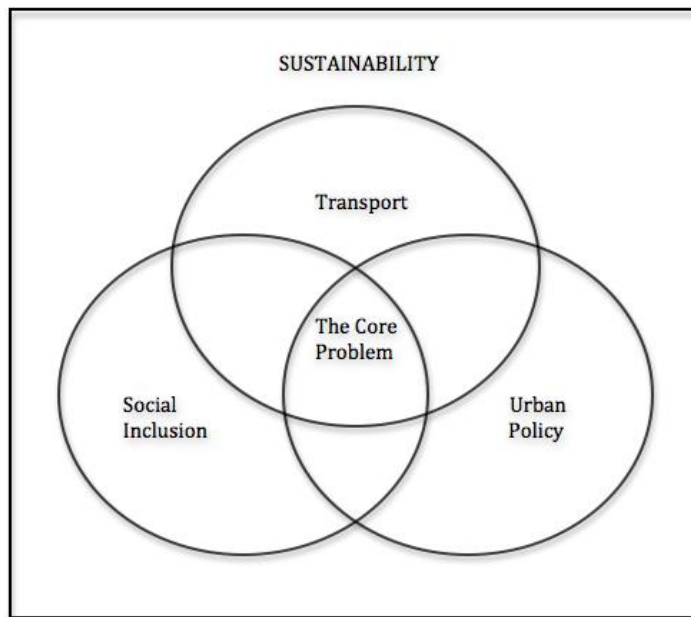 SUSTAINABILITY
Transport
The Core
Problem
Social
Inclusion
Urban
Policy